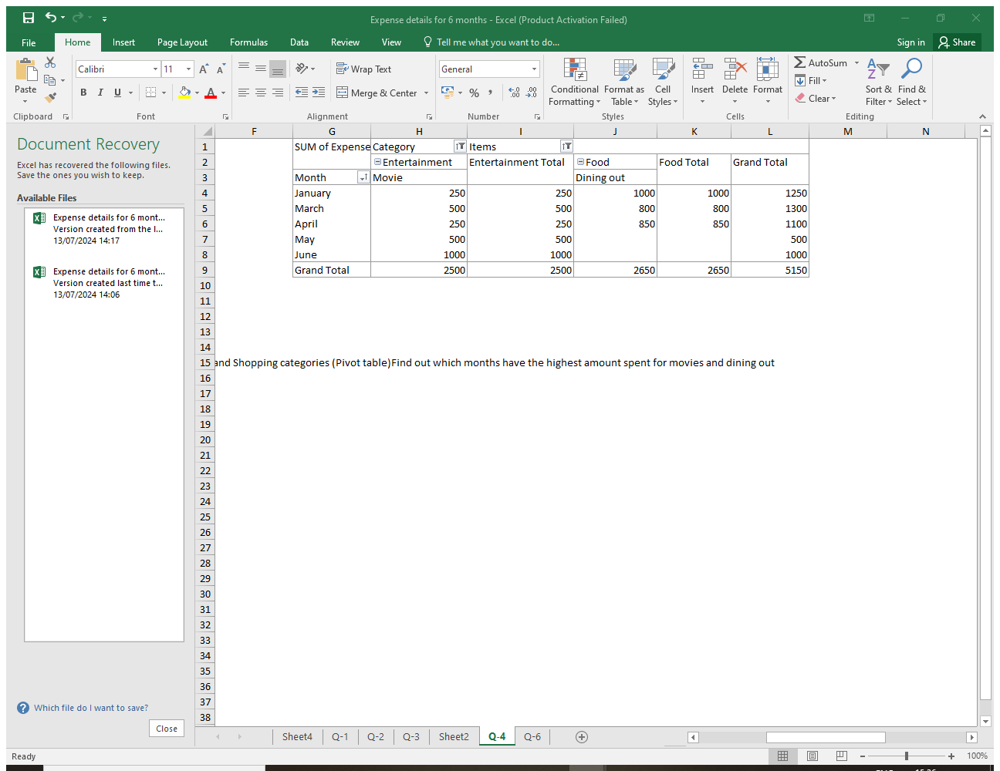 Expense details for 6 months - Excel (Product Activation Failed)
File Home Insert Page Layout Formulas Data Review View Tell me what you want to do... Sign in Share
Paste
Clipboard
Calibri 11
B I U A
Font
Wrap Text
Merge & Center
Alignment
General
% , .00
Number
Conditional Formatting
Format as Table
Cell Styles
Styles
Insert Delete Format
Cells
AutoSum
Fill
Clear
Sort & Filter
Find & Select
Editing
Document Recovery
Excel has recovered the following files.
Save the ones you wish to keep.
Available Files
Expense details for 6 mont...
Version created from the l...
13/07/2024 14:17
Expense details for 6 mont...
Version created last time t...
13/07/2024 14:06
Which file do I want to save?
Close
F G H I J K L M N
1 SUM of Expense Category Items
2 Entertainment Entertainment Total Food Food Total Grand Total
3 Month Movie Dining out
4 January 250 250 1000 1000 1250
5 March 500 500 800 800 1300
6 April 250 250 850 850 1100
7 May 500 500 500
8 June 1000 1000 1000
9 Grand Total 2500 2500 2650 2650 5150
10
11
12
13
14
15 and Shopping categories (Pivot table)Find out which months have the highest amount spent for movies and dining out
16
17
18
19
20
21
22
23
24
25
26
27
28
29
30
31
32
33
34
35
36
37
38
Sheet4 Q-1 Q-2 Q-3 Sheet2 Q-4 Q-6
Ready 100%